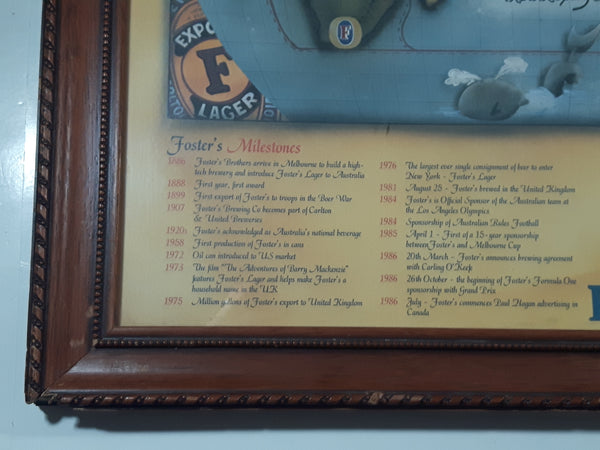 EXPO
F
LAGER
F
Foster's Milestones
1886 Foster's Brothers arrive in Melbourne to build a high-
tech brewery and introduce Foster's Lager to Australia
1888 First year, first award
1899 First export of Foster's to troops in the Boer War
1907 Foster's Brewing Co becomes part of Carlton
& United Breweries
1920s Foster's acknowledged as Australia's national beverage
1958 First production of Foster's in cans
1972 Oil can introduced to U.S market
1973 The film "The Adventures of Barry Mackenzie"
features Foster's Lager and helps make Foster's a
household name in the U.K
1975 Million gallons of Foster's export to United Kingdom
1976 The largest ever single consignment of beer to enter
New York - Foster's Lager
1981 August 28 - Foster's brewed in the United Kingdom
1984 Foster's is Official Sponsor of the Australian team at
the Los Angeles Olympics
1984 Sponsorship of Australian Rules Football
1985 April 1 - First of a 15-year sponsorship
between Foster's and Melbourne Cup
1986 20th March - Foster's announces brewing agreement
with Carling O'Keefe
1986 26th October - the beginning of Foster's Formula One
sponsorship with Grand Prix
1986 July - Foster's commences Paul Hogan advertising in
Canada